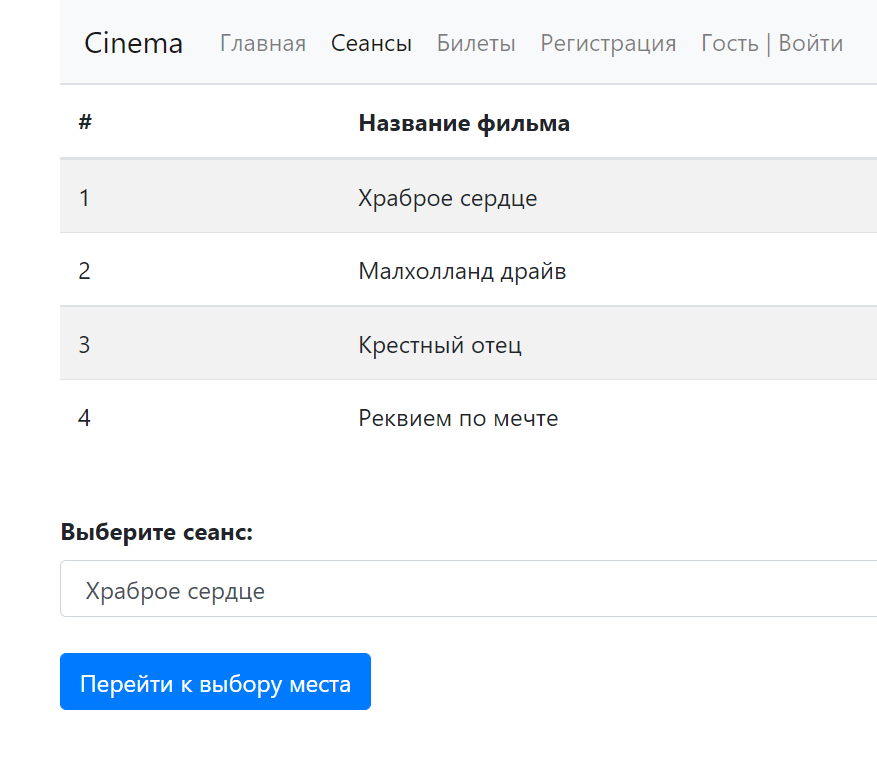 Cinema Главная Сеансы Билеты Регистрация Гость | Войти
# Название фильма
1 Храброе сердце
2 Малхолланд драйв
3 Крестный отец
4 Реквием по мечте
Выберите сеанс:
Храброе сердце
Перейти к выбору места